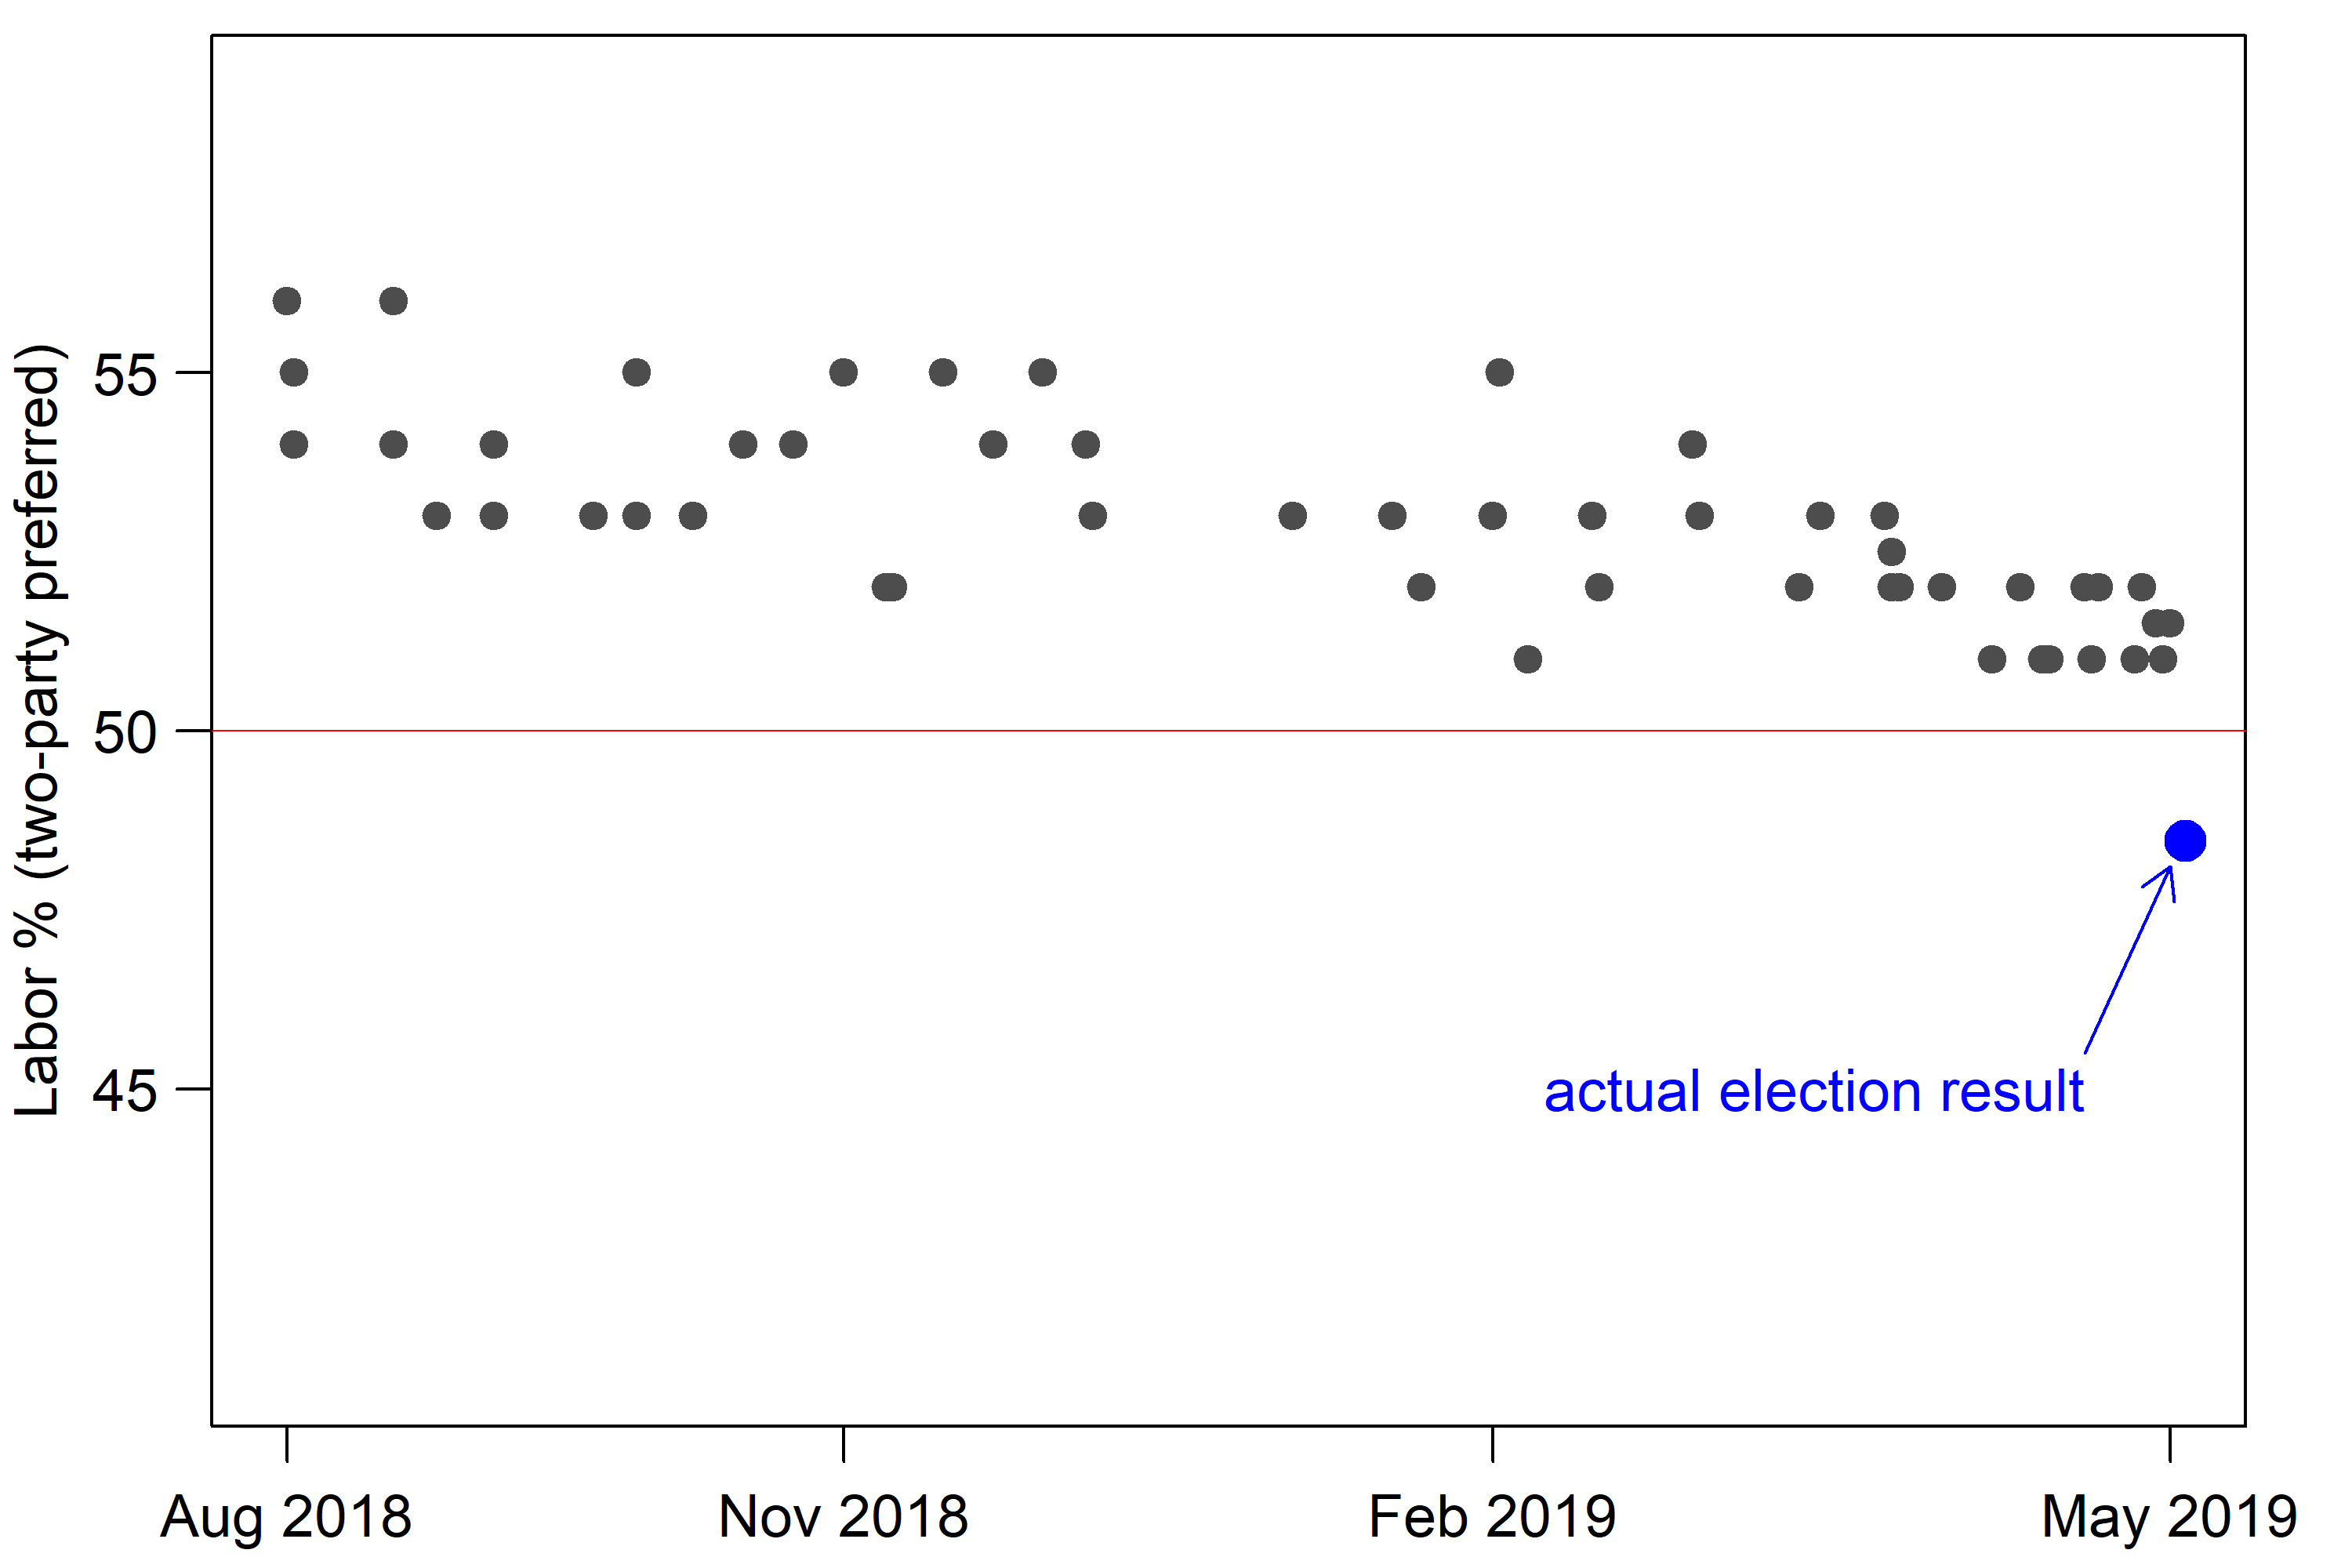 Labor % (two-party preferred)
55
50
45
actual election result
Aug 2018
Nov 2018
Feb 2019
May 2019